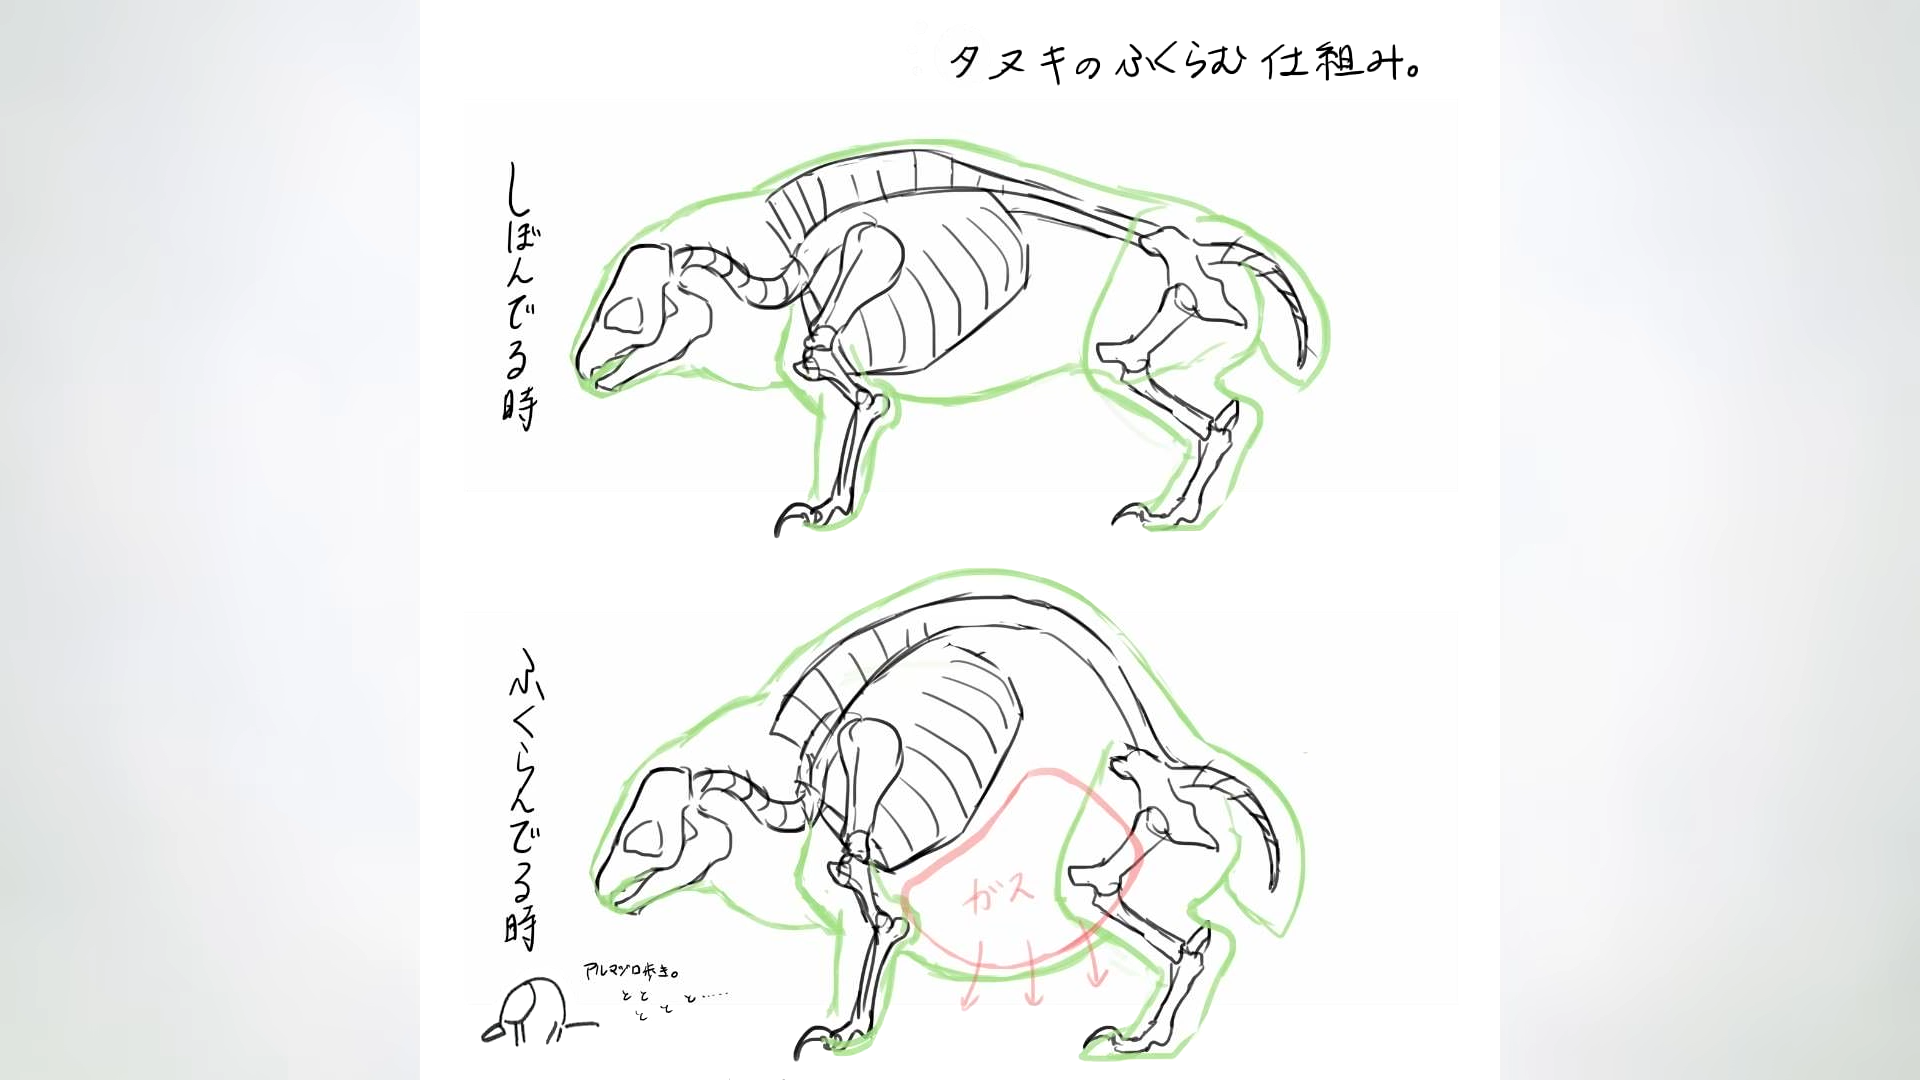 タヌキのふくらむ仕組み。
しぼんでる時
ふくらんでる時
ガス
アルマジロ歩き。
とと と と‥‥‥
と